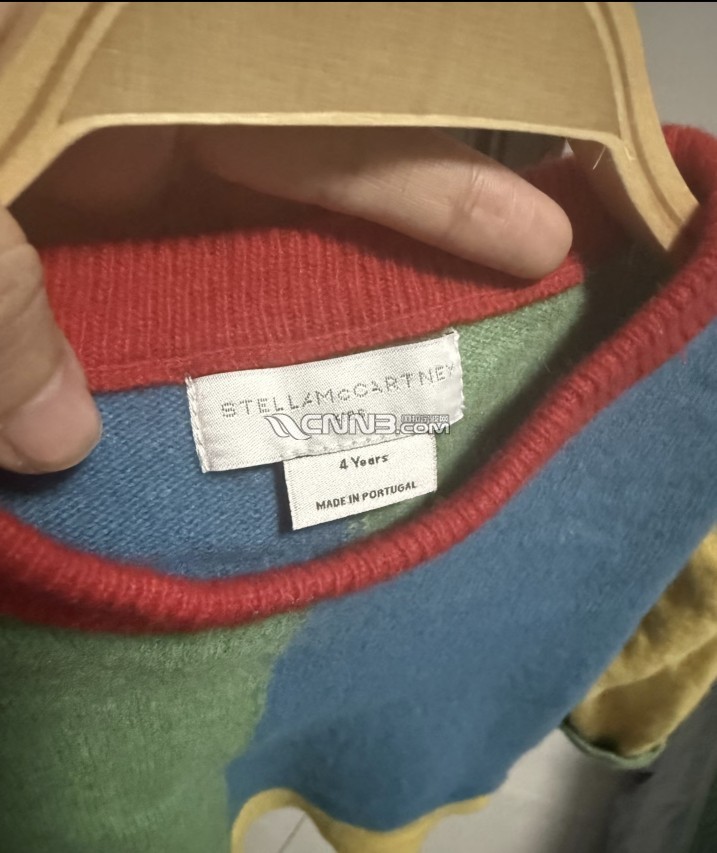 STELLAMCCARTNEY
CNN3.COM
4 Years
MADE IN PORTUGAL